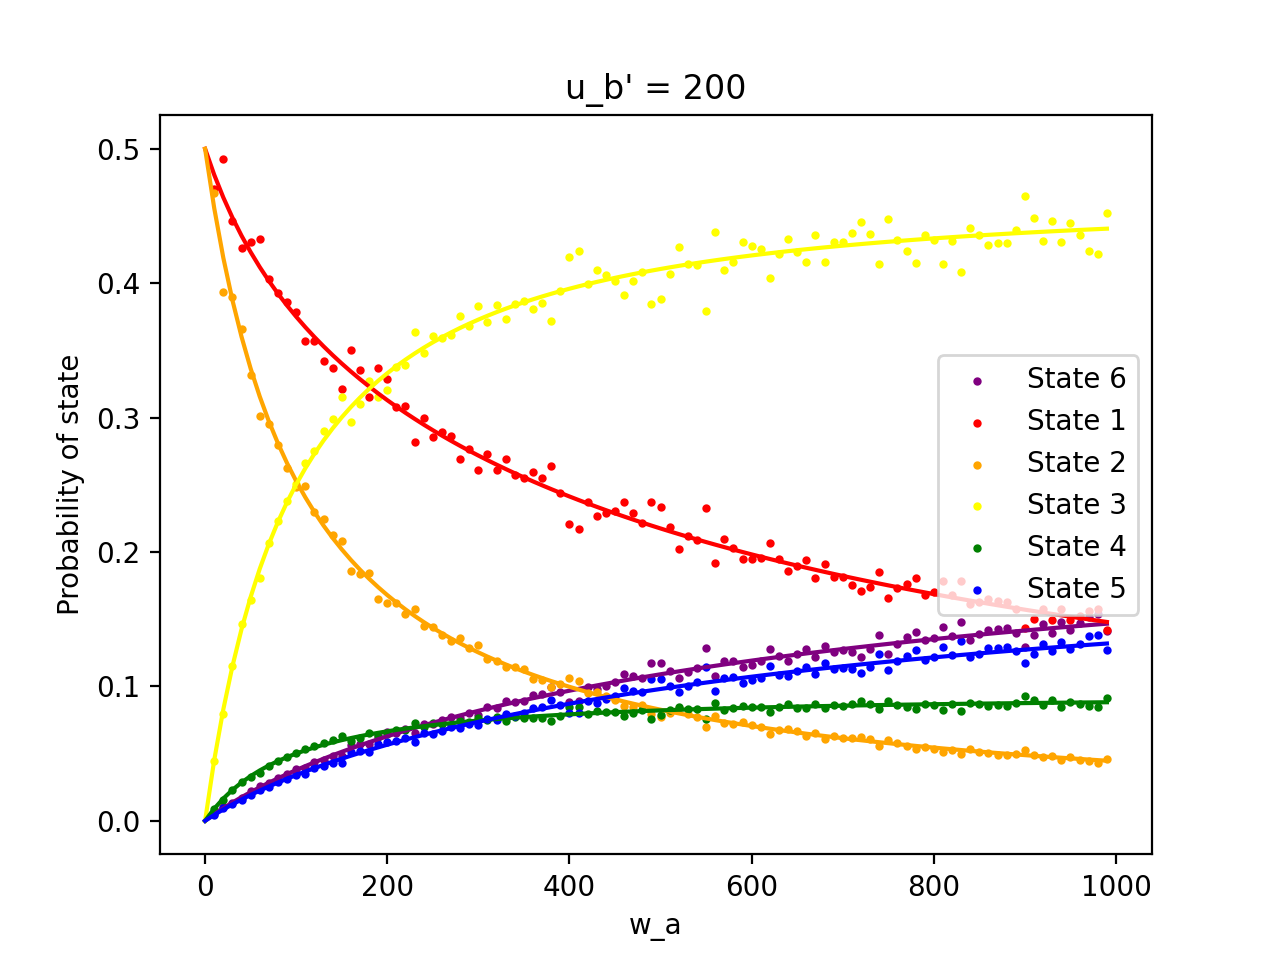 u_b' = 200
Probability of state
0.5
0.4
0.3
0.2
0.1
0.0
State 6
State 1
State 2
State 3
State 4
State 5
0 200 400 600 800 1000
w_a